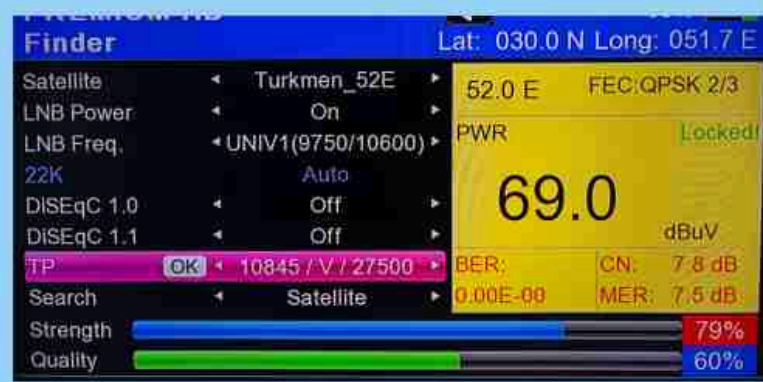 Finder
Lat: 030.0 N Long: 051.7 E
Satellite Turkmen_52E
LNB Power On
LNB Freq. UNIV1(9750/10600)
22K Auto
DiSEqC 1.0 Off
DiSEqC 1.1 Off
TP OK 10845 / V / 27500
Search Satellite
52.0 E FEC:QPSK 2/3
PWR Locked!
69.0
dBuV
BER: CN: 7.8 dB
0.00E-00 MER: 7.5 dB
Strength 79%
Quality 60%